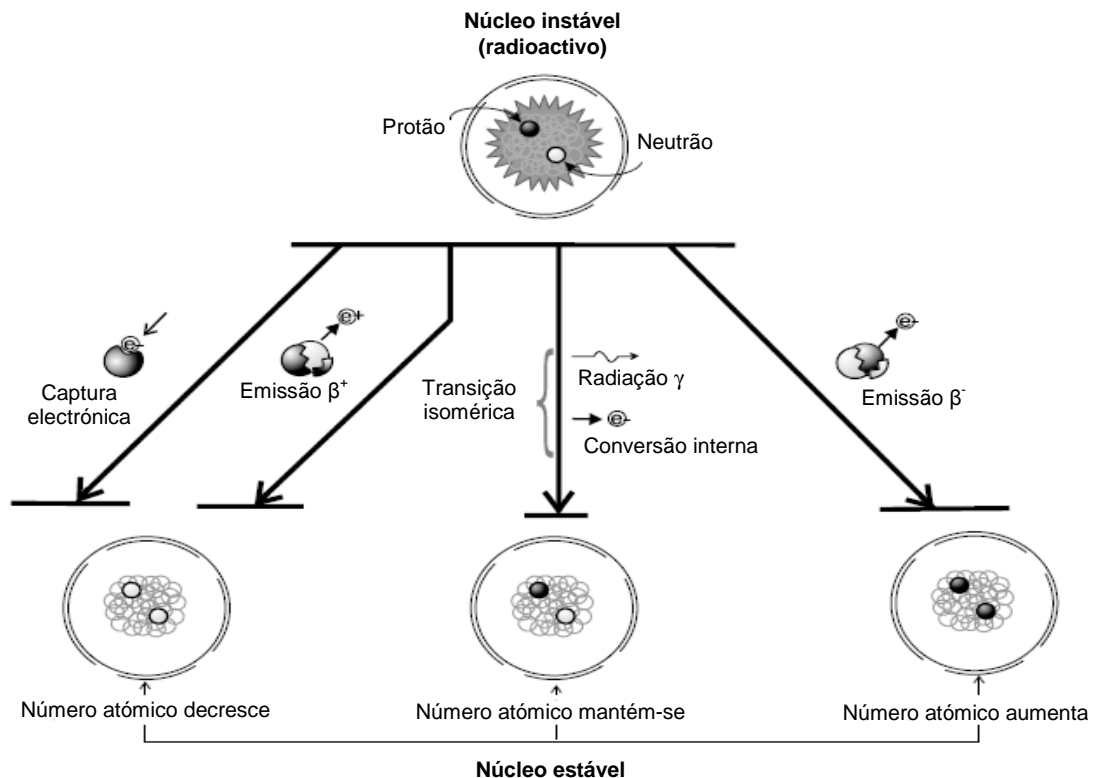 Núcleo instável
(radioactivo)
Protão
Neutrão
e-
Captura
electrónica
e+
Emissão β⁺
Transição
isomérica
Radiação γ
e-
Conversão interna
e-
Emissão β⁻
Número atómico decresce
Número atómico mantém-se
Número atómico aumenta
Núcleo estável